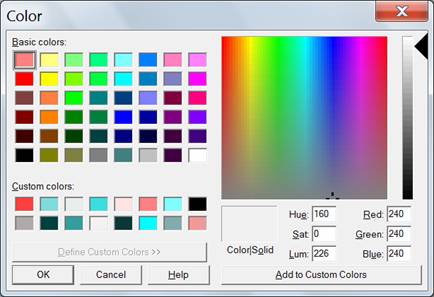 Color
Basic colors:
Custom colors:
Define Custom Colors >>
OK Cancel Help
Color|Solid
Hue: 160 Red: 240
Sat: 0 Green: 240
Lum: 226 Blue: 240
Add to Custom Colors